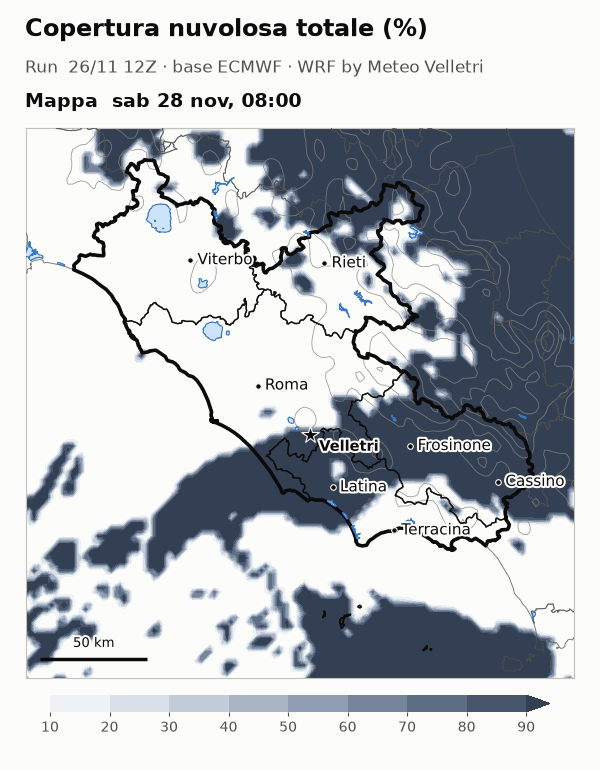 Copertura nuvolosa totale (%)
Run  26/11 12Z · base ECMWF · WRF by Meteo Velletri
Mappa  sab 28 nov, 08:00
Viterbo
Rieti
Roma
Velletri
Frosinone
Cassino
Latina
Terracina
50 km
10 20 30 40 50 60 70 80 90